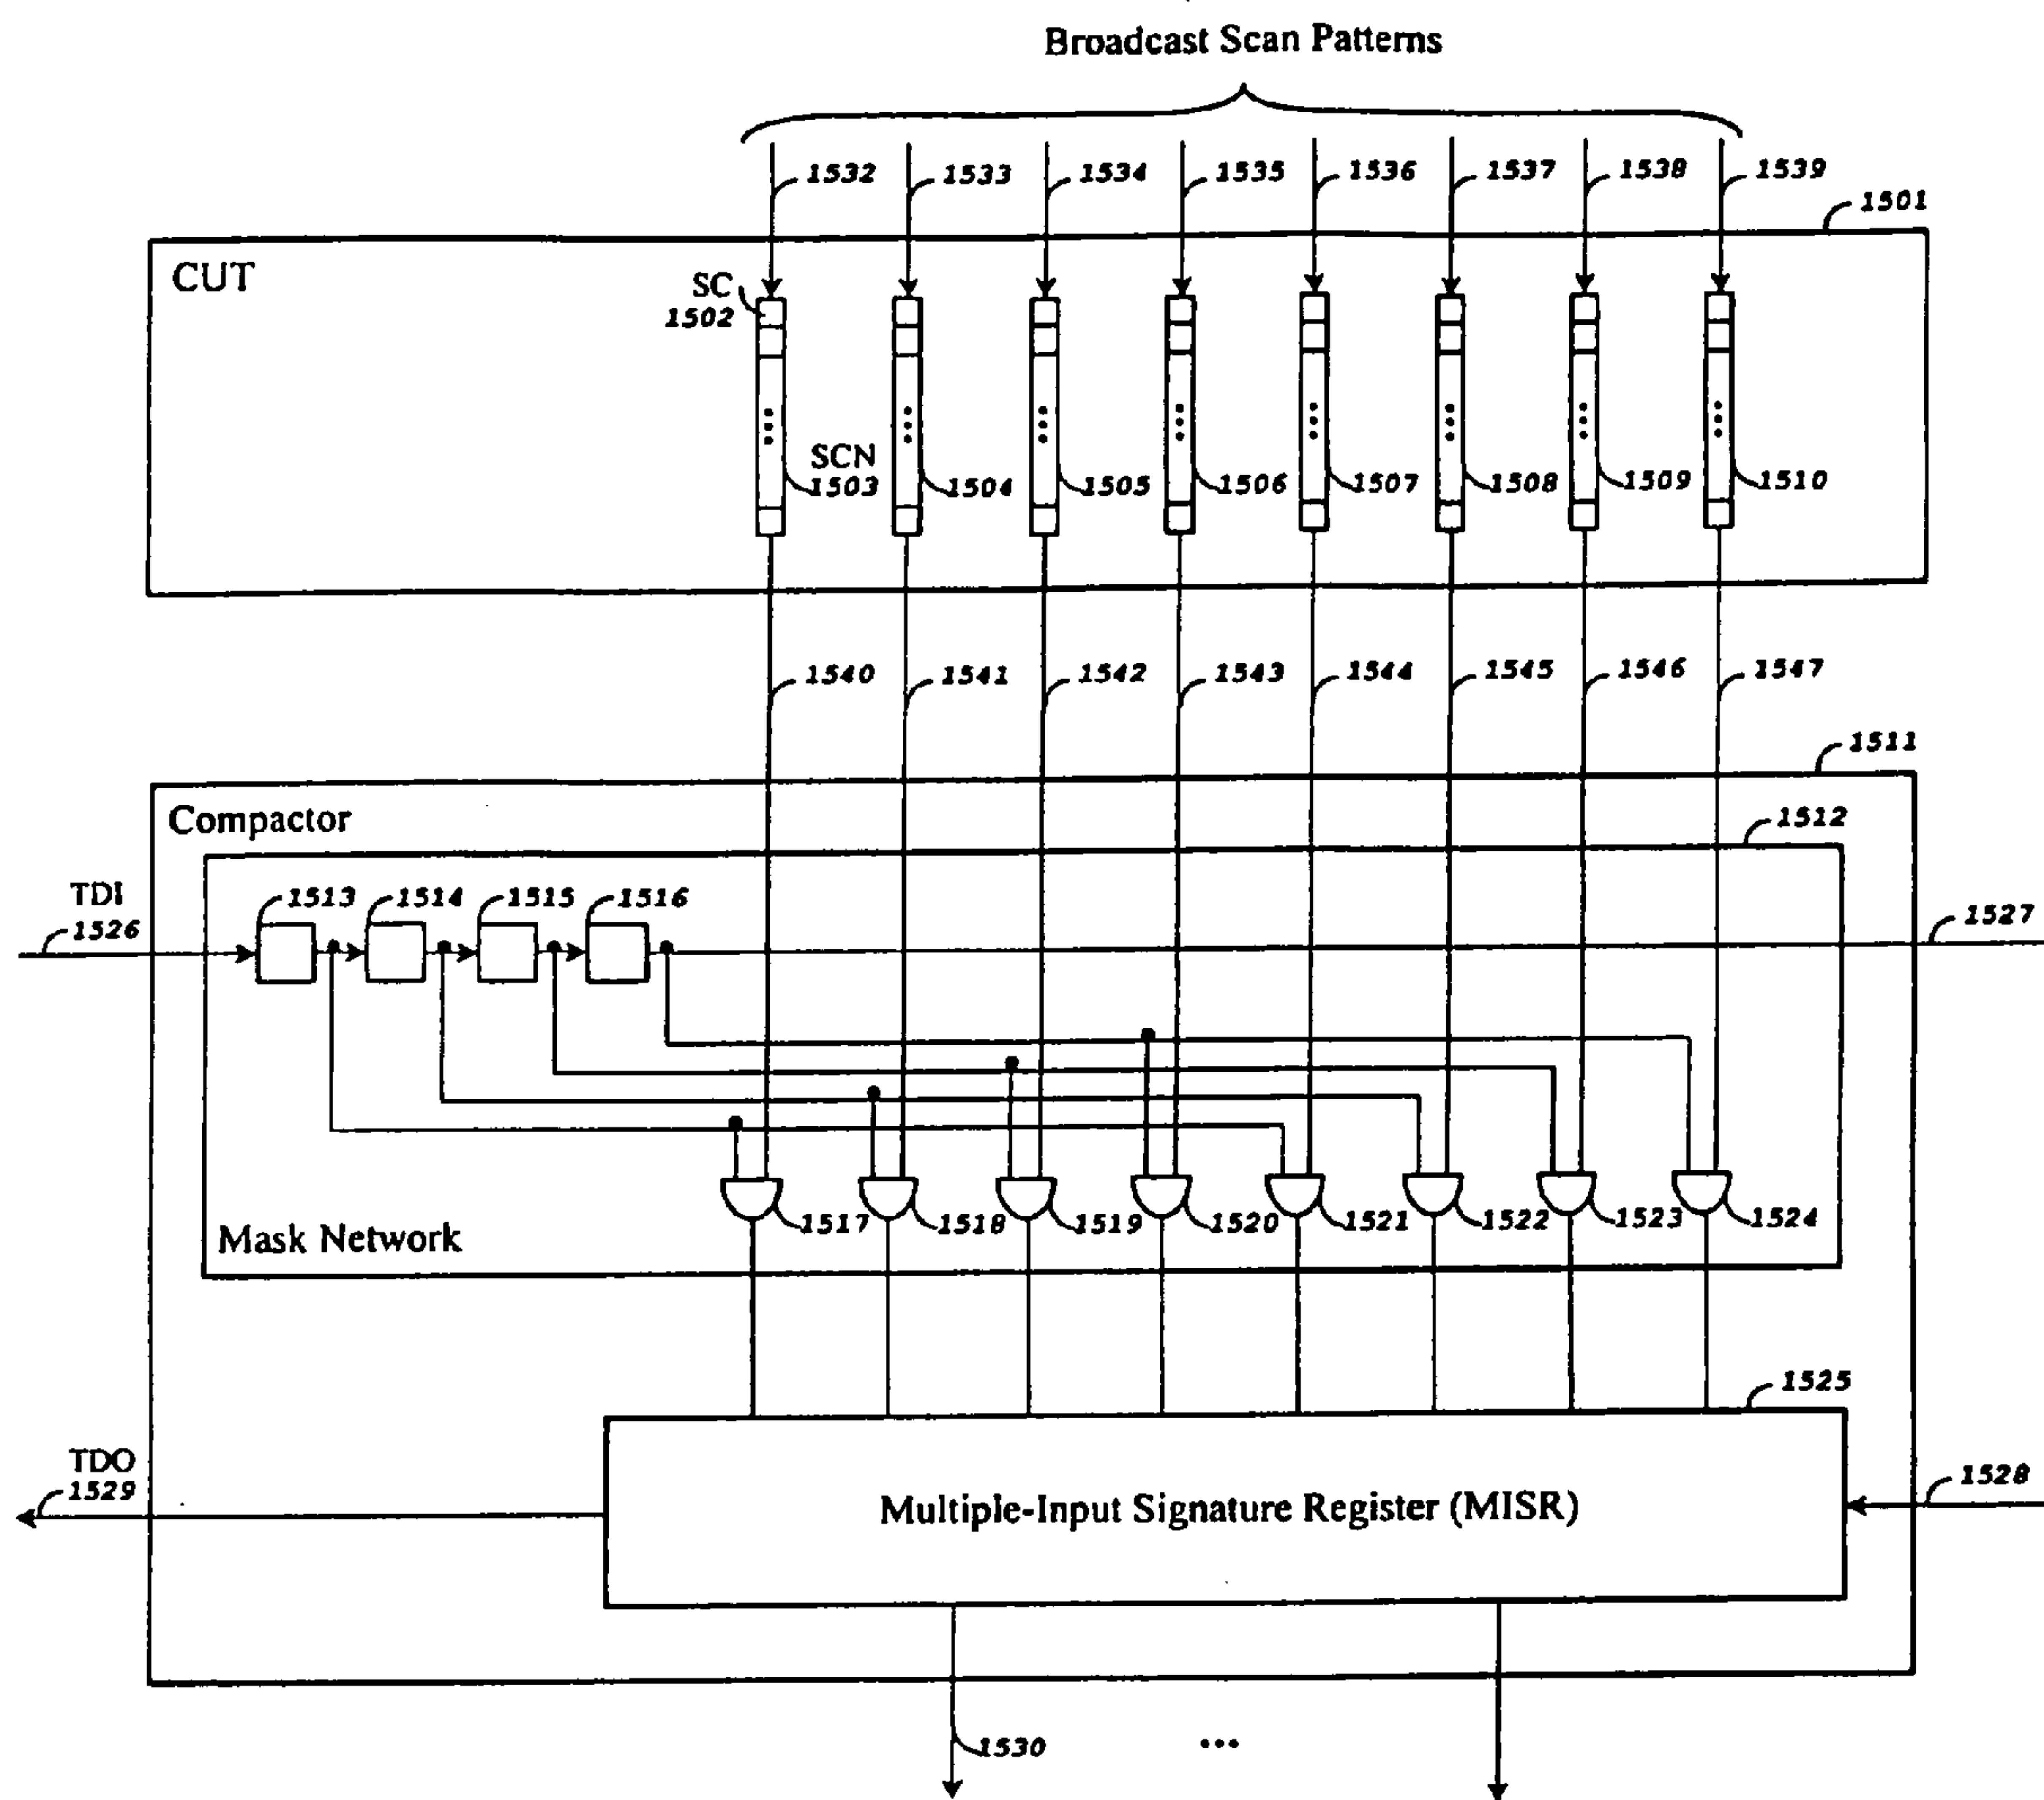 Broadcast Scan Patterns
1532 1533 1534 1535 1536 1537 1538 1539
1501
CUT
SC
1502
SCN
1503 1504 1505 1506 1507 1508 1509 1510
1540 1541 1542 1543 1544 1545 1546 1547
1511
Compactor
1512
TDI
1526
1513 1514 1515 1516
1527
1517 1518 1519 1520 1521 1522 1523 1524
Mask Network
1525
TDO
1529
Multiple-Input Signature Register (MISR)
1528
1530
...